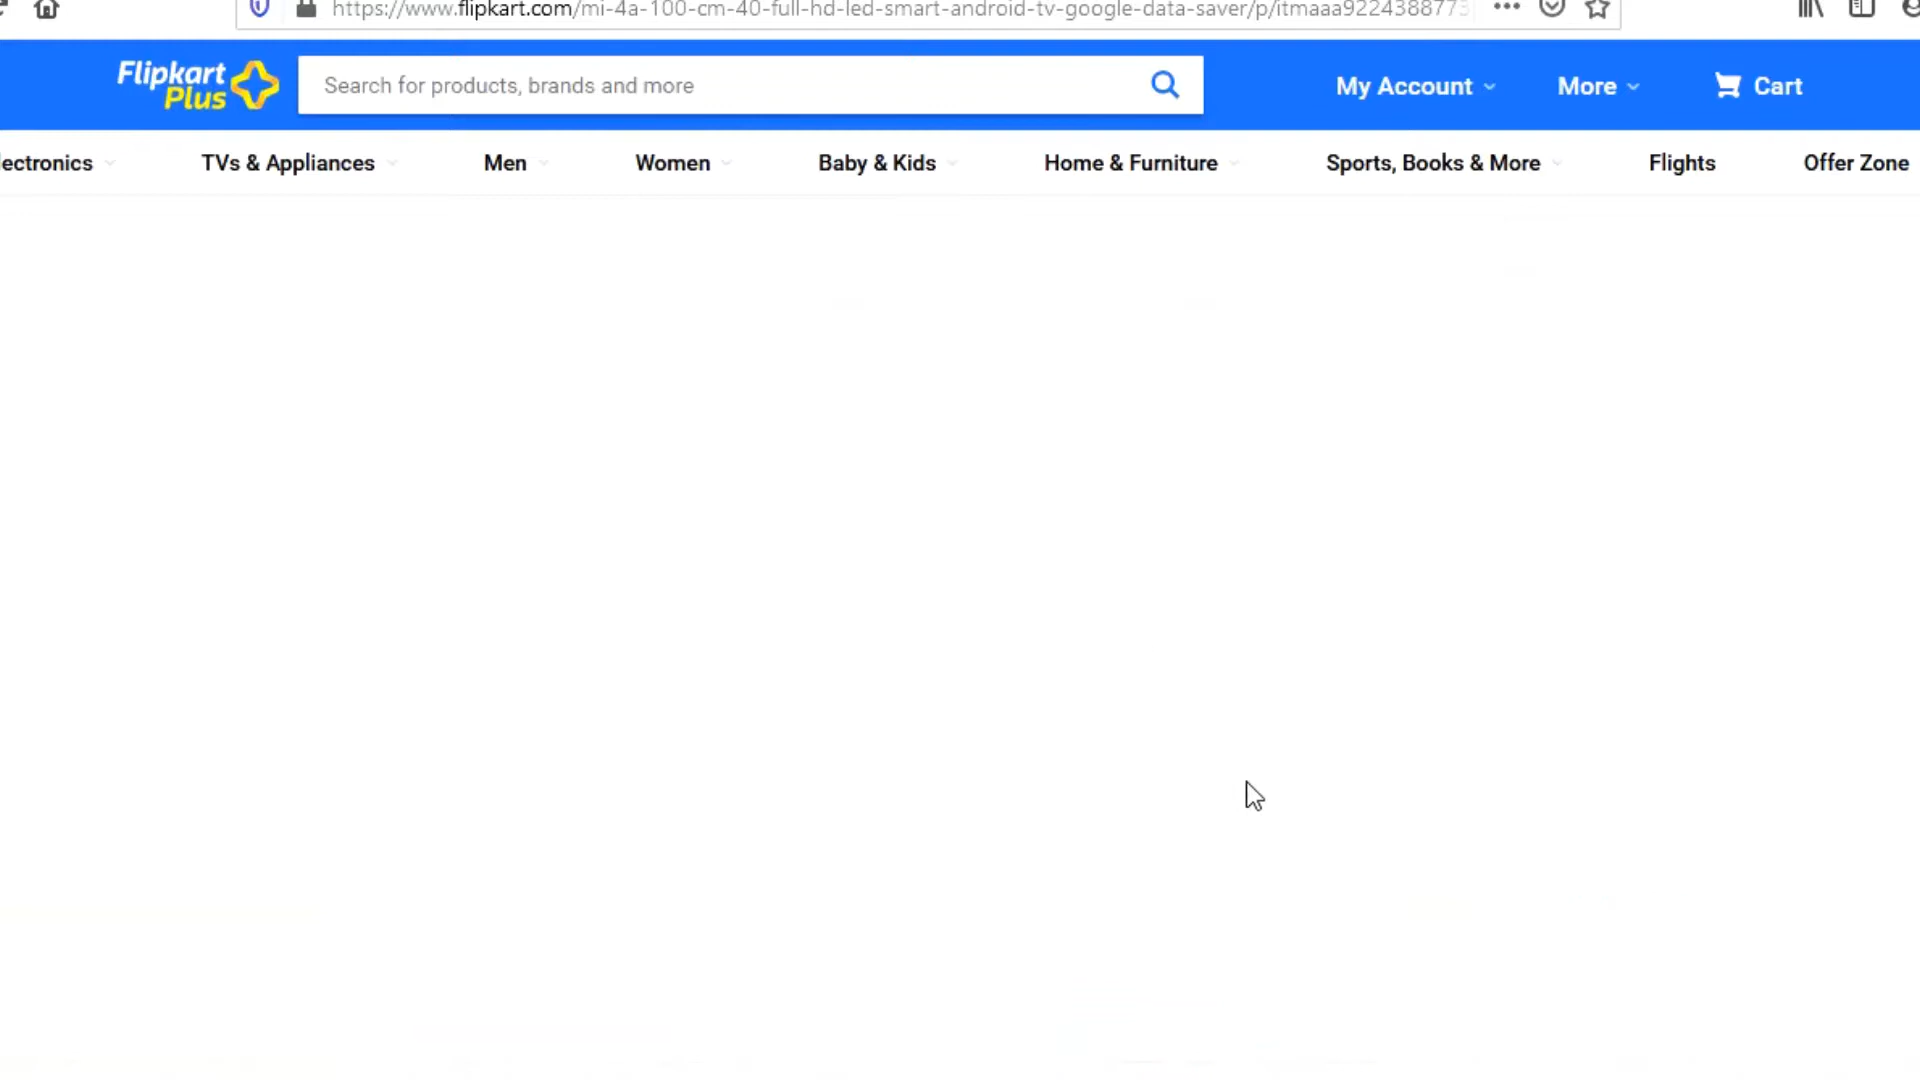 https://www.flipkart.com/mi-4a-100-cm-40-full-hd-led-smart-android-tv-google-data-saver/p/itmaaa9224388773
Flipkart
Plus
Search for products, brands and more
My Account
More
Cart
lectronics
TVs & Appliances
Men
Women
Baby & Kids
Home & Furniture
Sports, Books & More
Flights
Offer Zone